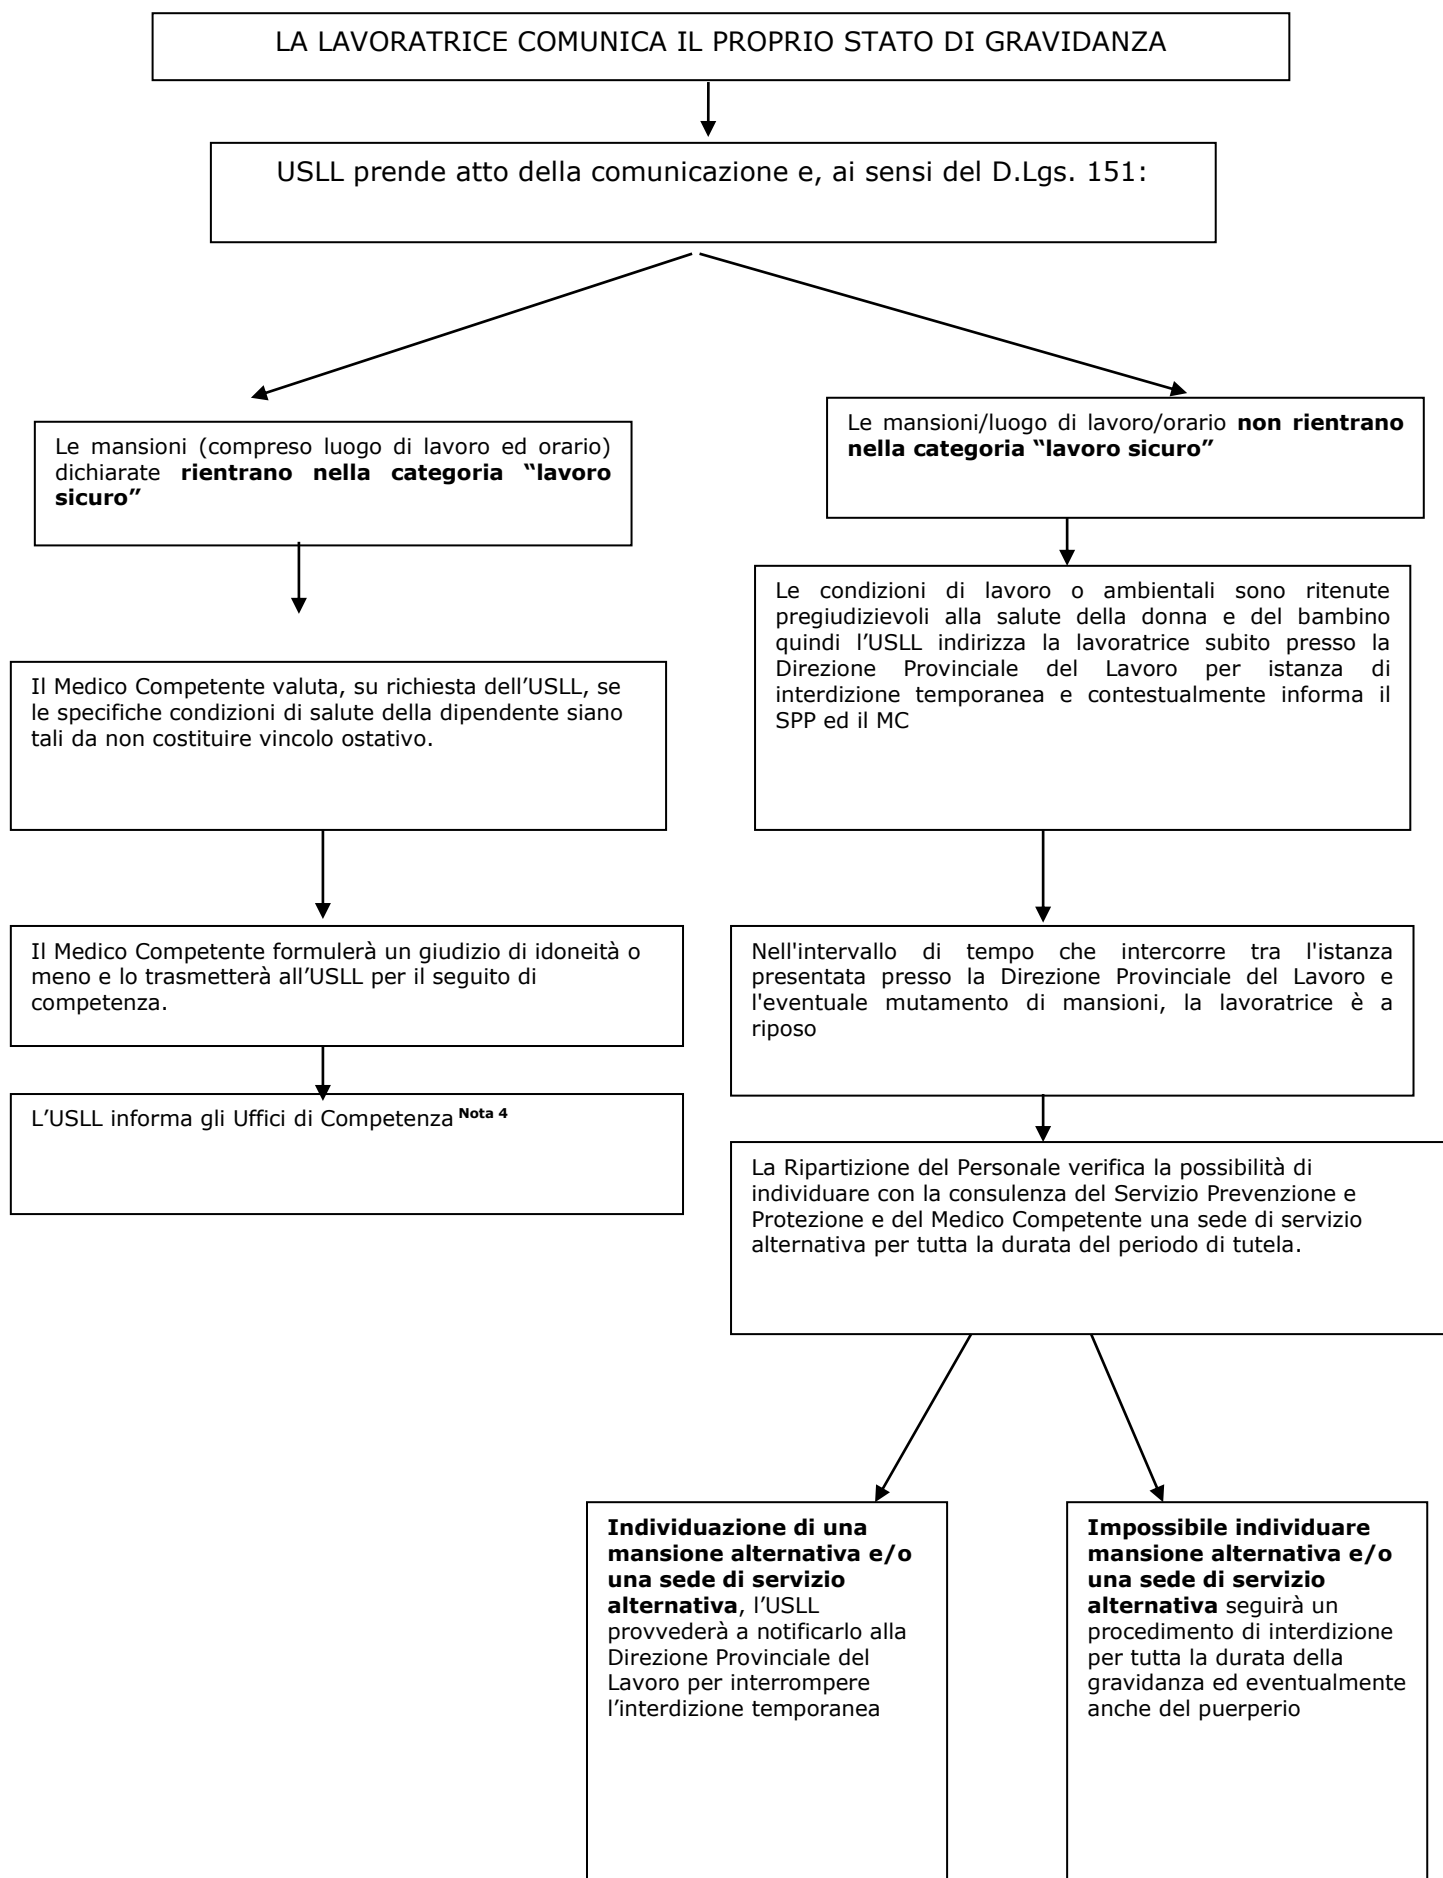 LA LAVORATRICE COMUNICA IL PROPRIO STATO DI GRAVIDANZA
USLL prende atto della comunicazione e, ai sensi del D.Lgs. 151:
Le mansioni (compreso luogo di lavoro ed orario)
dichiarate rientrano nella categoria “lavoro
sicuro”
Il Medico Competente valuta, su richiesta dell’USLL, se
le specifiche condizioni di salute della dipendente siano
tali da non costituire vincolo ostativo.
Il Medico Competente formulerà un giudizio di idoneità o
meno e lo trasmetterà all’USLL per il seguito di
competenza.
L’USLL informa gli Uffici di Competenza Nota 4
Le mansioni/luogo di lavoro/orario non rientrano
nella categoria “lavoro sicuro”
Le condizioni di lavoro o ambientali sono ritenute
pregiudizievoli alla salute della donna e del bambino
quindi l’USLL indirizza la lavoratrice subito presso la
Direzione Provinciale del Lavoro per istanza di
interdizione temporanea e contestualmente informa il
SPP ed il MC
Nell'intervallo di tempo che intercorre tra l'istanza
presentata presso la Direzione Provinciale del Lavoro e
l'eventuale mutamento di mansioni, la lavoratrice è a
riposo
La Ripartizione del Personale verifica la possibilità di
individuare con la consulenza del Servizio Prevenzione e
Protezione e del Medico Competente una sede di servizio
alternativa per tutta la durata del periodo di tutela.
Individuazione di una
mansione alternativa e/o
una sede di servizio
alternativa, l’USLL
provvederà a notificarlo alla
Direzione Provinciale del
Lavoro per interrompere
l’interdizione temporanea
Impossibile individuare
mansione alternativa e/o
una sede di servizio
alternativa seguirà un
procedimento di interdizione
per tutta la durata della
gravidanza ed eventualmente
anche del puerperio